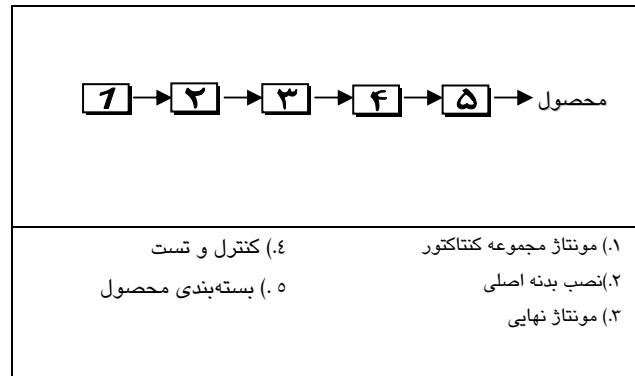 1 ۲ ۳ ۴ ۵ محصول
۱.) مونتاژ مجموعه کنتاکتور
۲.)نصب بدنه اصلی
۳.) مونتاژ نهایی
٤.) کنترل و تست
٥ .) بسته‌بندی محصول